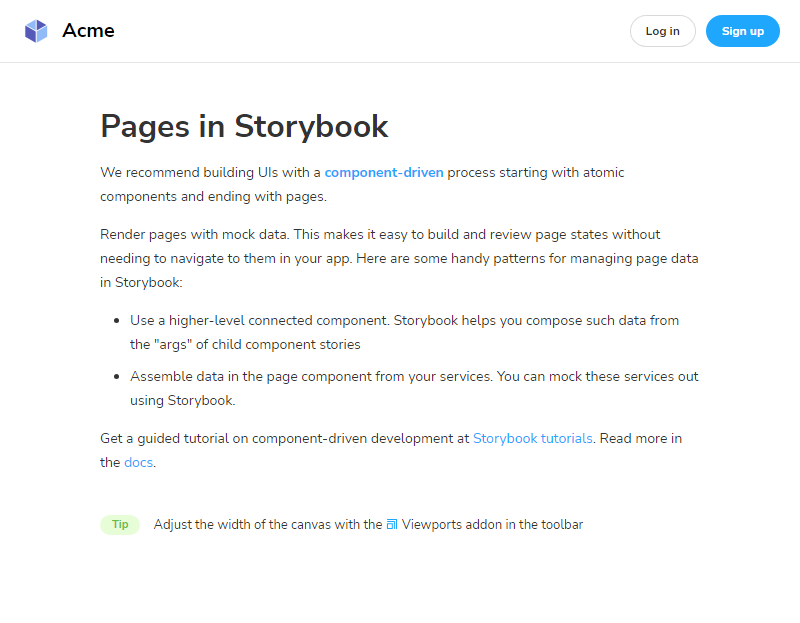 Acme
Log in
Sign up
Pages in Storybook
We recommend building UIs with a component-driven process starting with atomic
components and ending with pages.
Render pages with mock data. This makes it easy to build and review page states without
needing to navigate to them in your app. Here are some handy patterns for managing page data
in Storybook:
Use a higher-level connected component. Storybook helps you compose such data from
the "args" of child component stories
Assemble data in the page component from your services. You can mock these services out
using Storybook.
Get a guided tutorial on component-driven development at Storybook tutorials. Read more in
the docs.
Tip
Adjust the width of the canvas with the Viewports addon in the toolbar